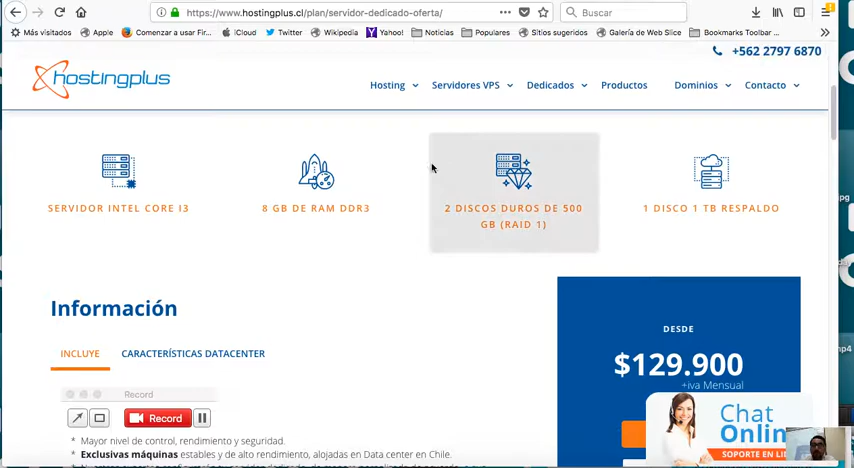 https://www.hostingplus.cl/plan/servidor-dedicado-oferta/
Buscar
Más visitados
Apple
Comenzar a usar Fir...
iCloud
Twitter
Wikipedia
Yahoo!
Noticias
Populares
Sitios sugeridos
Galería de Web Slice
Bookmarks Toolbar ...
+562 2797 6870
hostingplus
Hosting
Servidores VPS
Dedicados
Productos
Dominios
Contacto
SERVIDOR INTEL CORE I3
8 GB DE RAM DDR3
2 DISCOS DUROS DE 500
GB (RAID 1)
1 DISCO 1 TB RESPALDO
Información
INCLUYE
CARACTERÍSTICAS DATACENTER
DESDE
$129.900
+iva Mensual
Record
Record
* Mayor nivel de control, rendimiento y seguridad.
* Exclusivas máquinas estables y de alto rendimiento, alojadas en Data center en Chile.
Chat
Onlin
SOPORTE EN LI
jpg
mp4